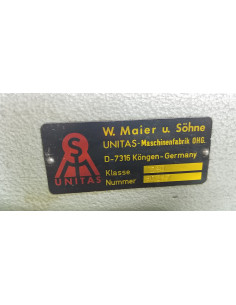 W. Maier u. Söhne
UNITAS-Maschinenfabrik OHG.
D-7316 Köngen-Germany
Klasse
Nummer
UNITAS